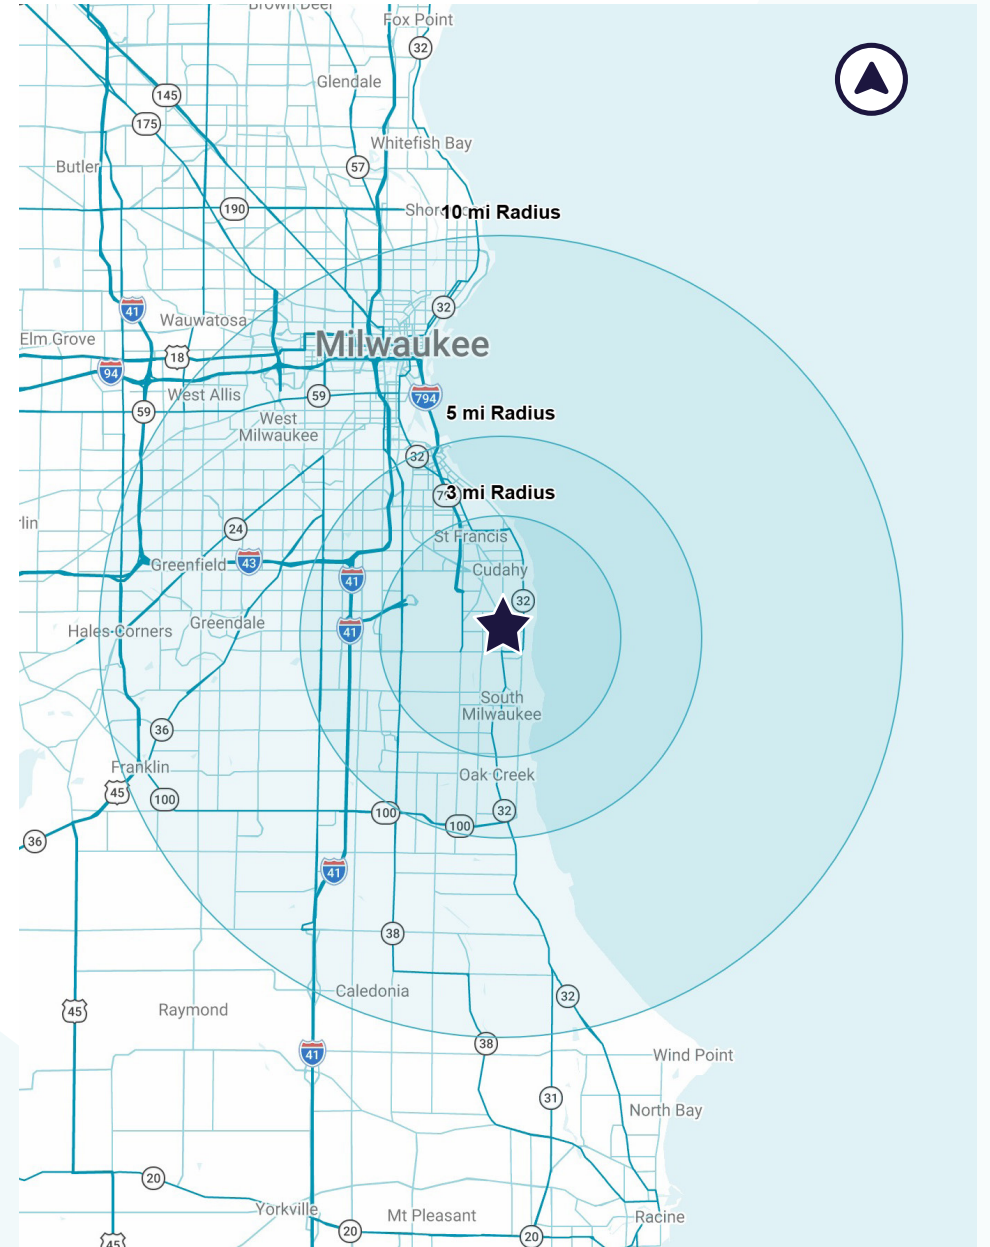 Brown Deer
Fox Point
32
Glendale
145
175
Whitefish Bay
Butler
57
190
10 mi Radius
41
32
Wauwatosa
Elm Grove
Milwaukee
18
94
West Allis
59
794
59
5 mi Radius
West
Milwaukee
32
3 mi Radius
24
St Francis
Greenfield
43
Cudahy
41
32
Hales Corners
Greendale
41
South
Milwaukee
36
Franklin
Oak Creek
45
100
100
32
100
36
41
38
Caledonia
32
45
Raymond
38
41
Wind Point
31
North Bay
20
Yorkville
Mt Pleasant
Racine
20
20
45